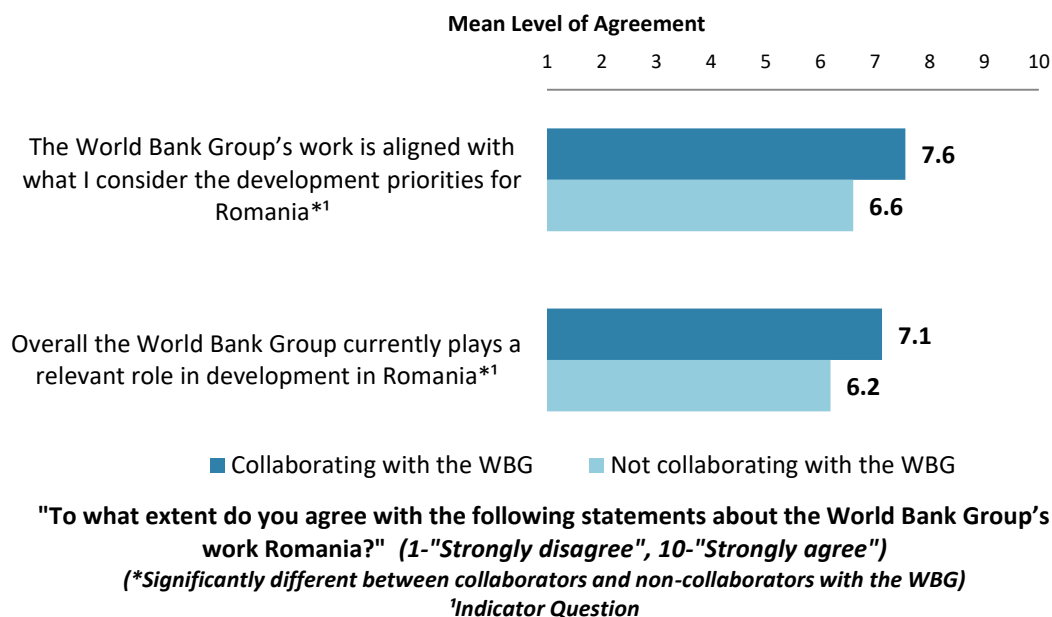 Mean Level of Agreement
1 2 3 4 5 6 7 8 9 10
The World Bank Group’s work is aligned with
what I consider the development priorities for
Romania*¹
7.6
6.6
Overall the World Bank Group currently plays a
relevant role in development in Romania*¹
7.1
6.2
Collaborating with the WBG Not collaborating with the WBG
"To what extent do you agree with the following statements about the World Bank Group’s
work Romania?" (1-"Strongly disagree", 10-"Strongly agree")
(*Significantly different between collaborators and non-collaborators with the WBG)
¹Indicator Question